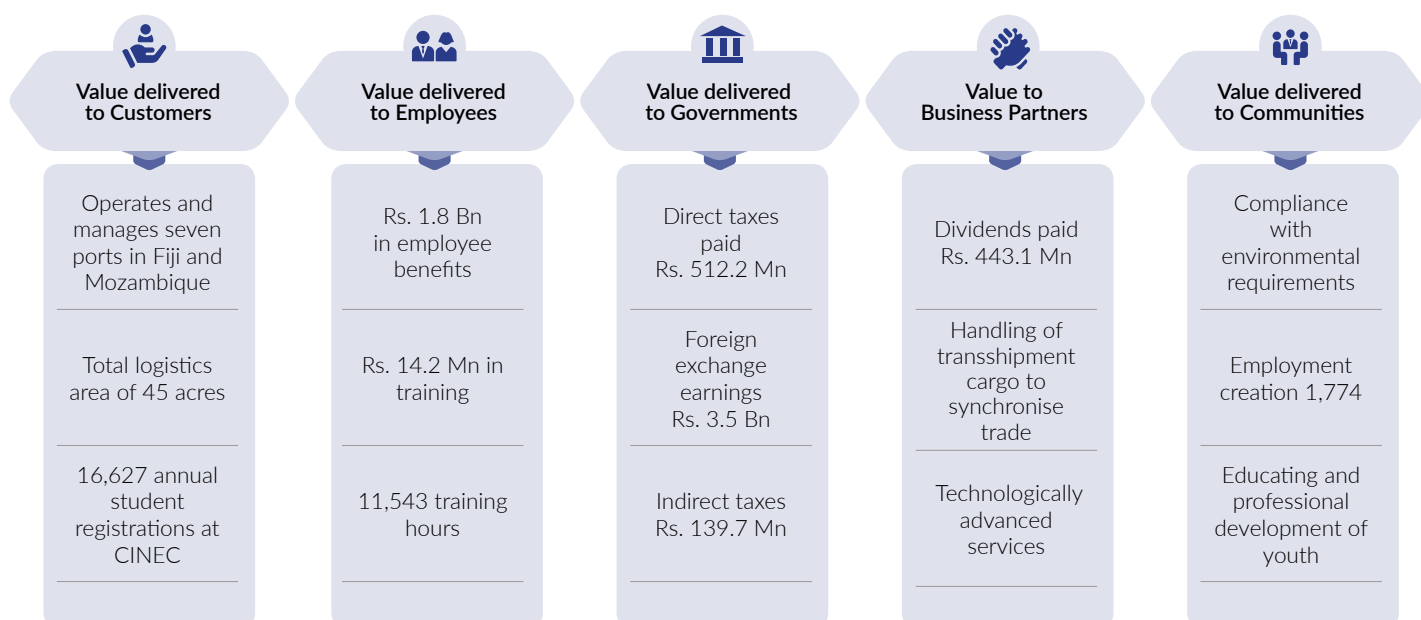 Value delivered
to Customers
Operates and
manages seven
ports in Fiji and
Mozambique
Total logistics
area of 45 acres
16,627 annual
student
registrations at
CINEC
Value delivered
to Employees
Rs. 1.8 Bn
in employee
benefits
Rs. 14.2 Mn in
training
11,543 training
hours
Value delivered
to Governments
Direct taxes
paid
Rs. 512.2 Mn
Foreign
exchange
earnings
Rs. 3.5 Bn
Indirect taxes
Rs. 139.7 Mn
Value to
Business Partners
Dividends paid
Rs. 443.1 Mn
Handling of
transshipment
cargo to
synchronise
trade
Technologically
advanced
services
Value delivered
to Communities
Compliance
with
environmental
requirements
Employment
creation 1,774
Educating and
professional
development of
youth